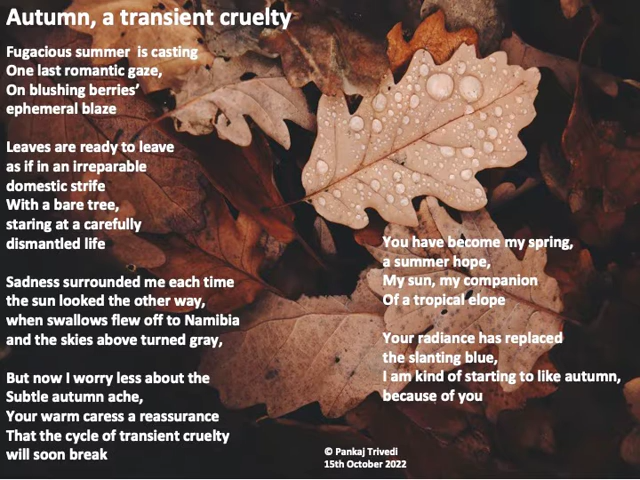 Autumn, a transient cruelty
Fugacious summer is casting
One last romantic gaze,
On blushing berries’
ephemeral blaze
Leaves are ready to leave
as if in an irreparable
domestic strife
With a bare tree,
staring at a carefully
dismantled life
Sadness surrounded me each time
the sun looked the other way,
when swallows flew off to Namibia
and the skies above turned gray,
But now I worry less about the
Subtle autumn ache,
Your warm caress a reassurance
That the cycle of transient cruelty
will soon break
You have become my spring,
a summer hope,
My sun, my companion
Of a tropical elope
Your radiance has replaced
the slanting blue,
I am kind of starting to like autumn,
because of you
© Pankaj Trivedi
15th October 2022